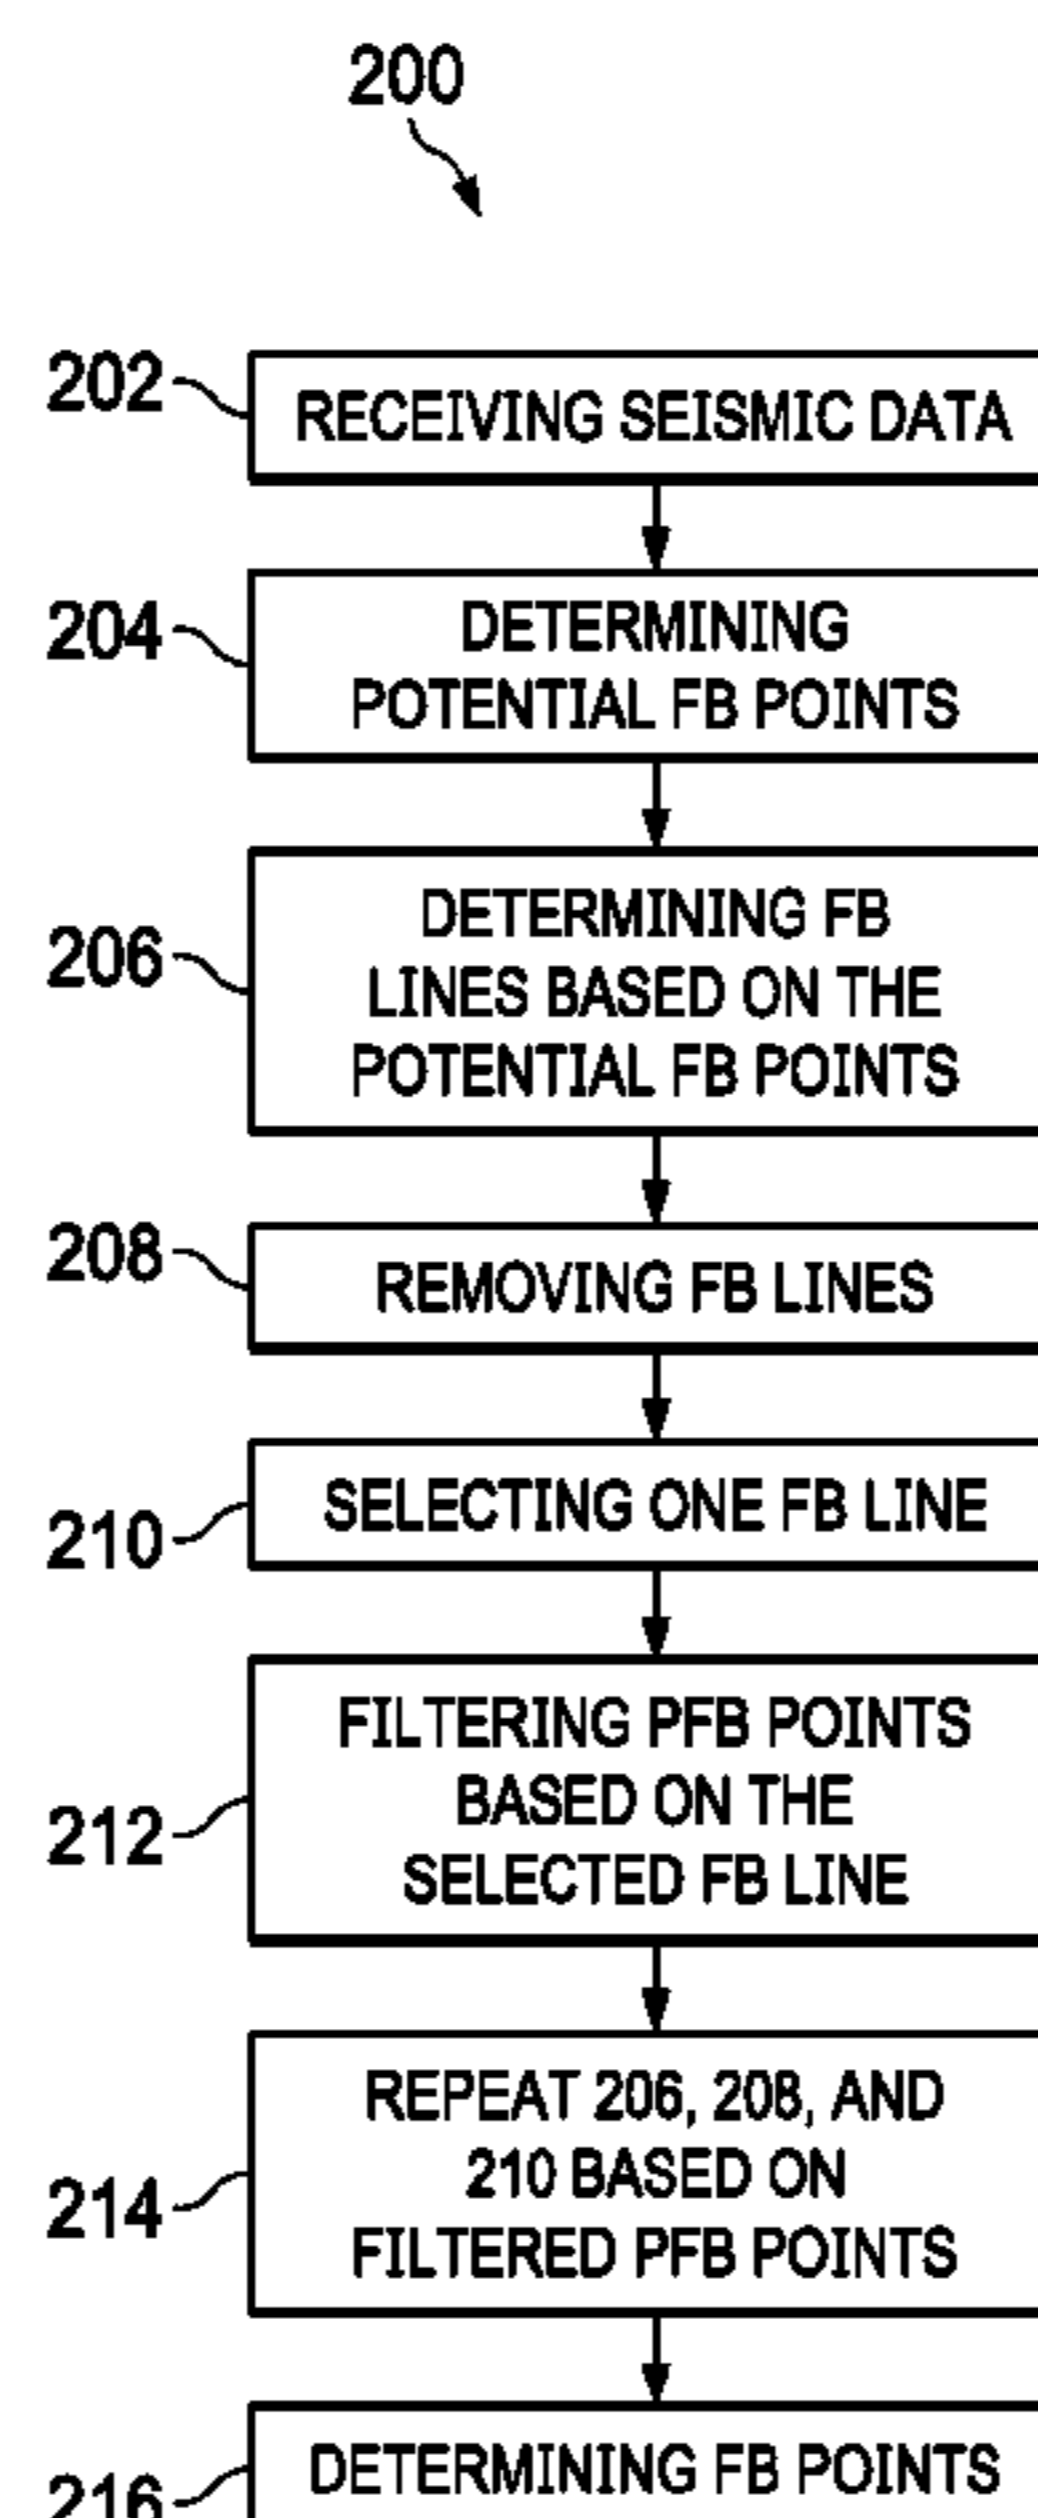 200
202
RECEIVING SEISMIC DATA
204
DETERMINING
POTENTIAL FB POINTS
206
DETERMINING FB
LINES BASED ON THE
POTENTIAL FB POINTS
208
REMOVING FB LINES
210
SELECTING ONE FB LINE
212
FILTERING PFB POINTS
BASED ON THE
SELECTED FB LINE
214
REPEAT 206, 208, AND
210 BASED ON
FILTERED PFB POINTS
216
DETERMINING FB POINTS